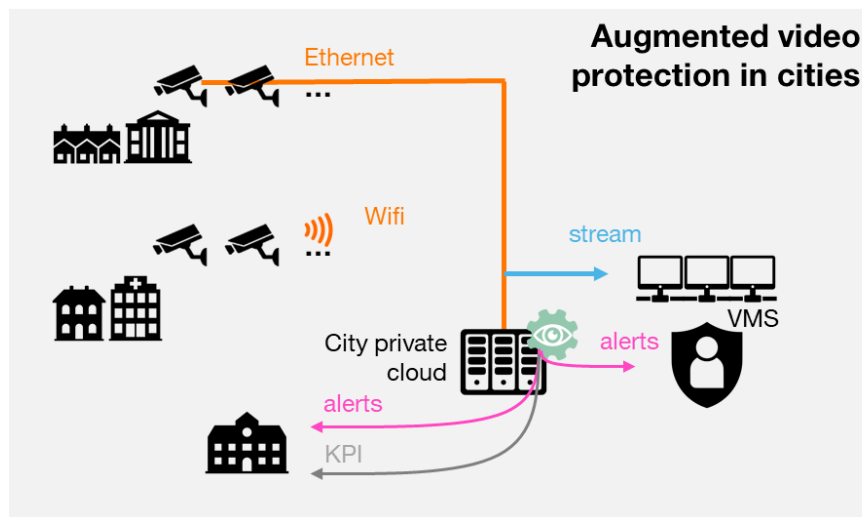 Augmented video
protection in cities
Ethernet
...
Wifi
...
stream
VMS
City private
cloud
alerts
alerts
KPI